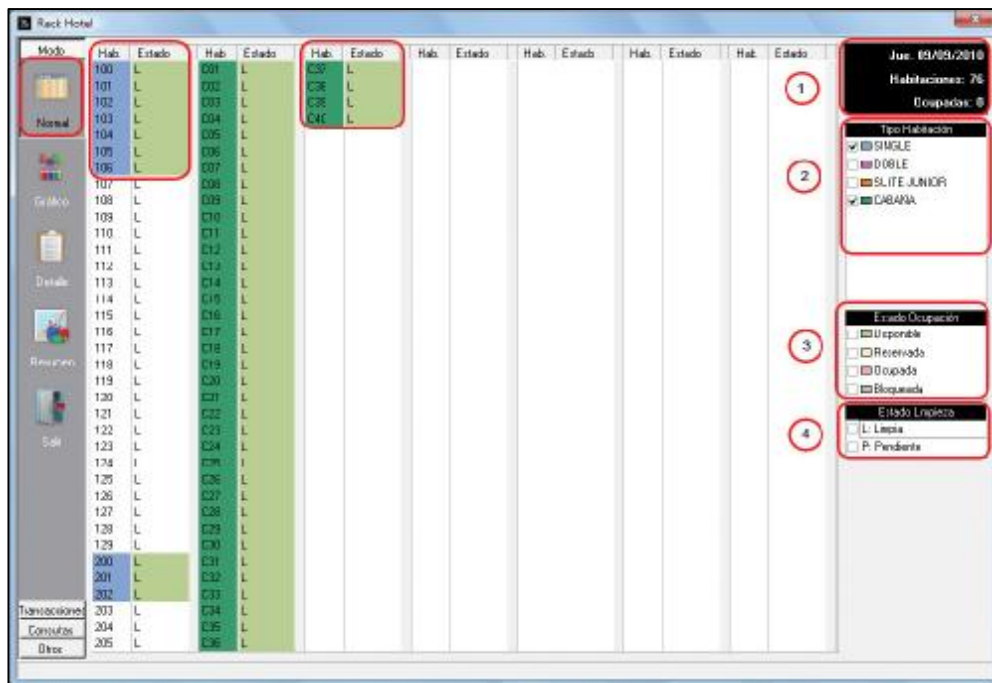 Rack Hotel
Modo
Normal
Gráfico
Detalle
Resumen
Salir
Transacciones
Consultas
Otros
Hab. Estado Hab. Estado Hab. Estado Hab. Estado Hab. Estado Hab. Estado Hab. Estado
100 L C01 L C37 L
101 L C02 L C38 L
102 L C03 L C39 L
103 L C04 L C40 L
104 L C05 L
105 L C06 L
106 L C07 L
107 L C08 L
108 L C09 L
109 L C10 L
110 L C11 L
111 L C12 L
112 L C13 L
113 L C14 L
114 L C15 L
115 L C16 L
116 L C17 L
117 L C18 L
118 L C19 L
119 L C20 L
120 L C21 L
121 L C22 L
122 L C23 L
123 L C24 L
124 L C25 L
125 L C26 L
126 L C27 L
127 L C28 L
128 L C29 L
129 L C30 L
200 L C31 L
201 L C32 L
202 L C33 L
203 L C34 L
204 L C35 L
205 L C36 L
1
Jue. 09/09/2010
Habitaciones: 76
Ocupadas: 0
2
Tipo Habitación
SINGLE
DOBLE
SUITE JUNIOR
CABAÑA
3
Estado Ocupación
Disponible
Reservada
Ocupada
Bloqueada
4
Estado Limpieza
L: Limpia
P: Pendiente